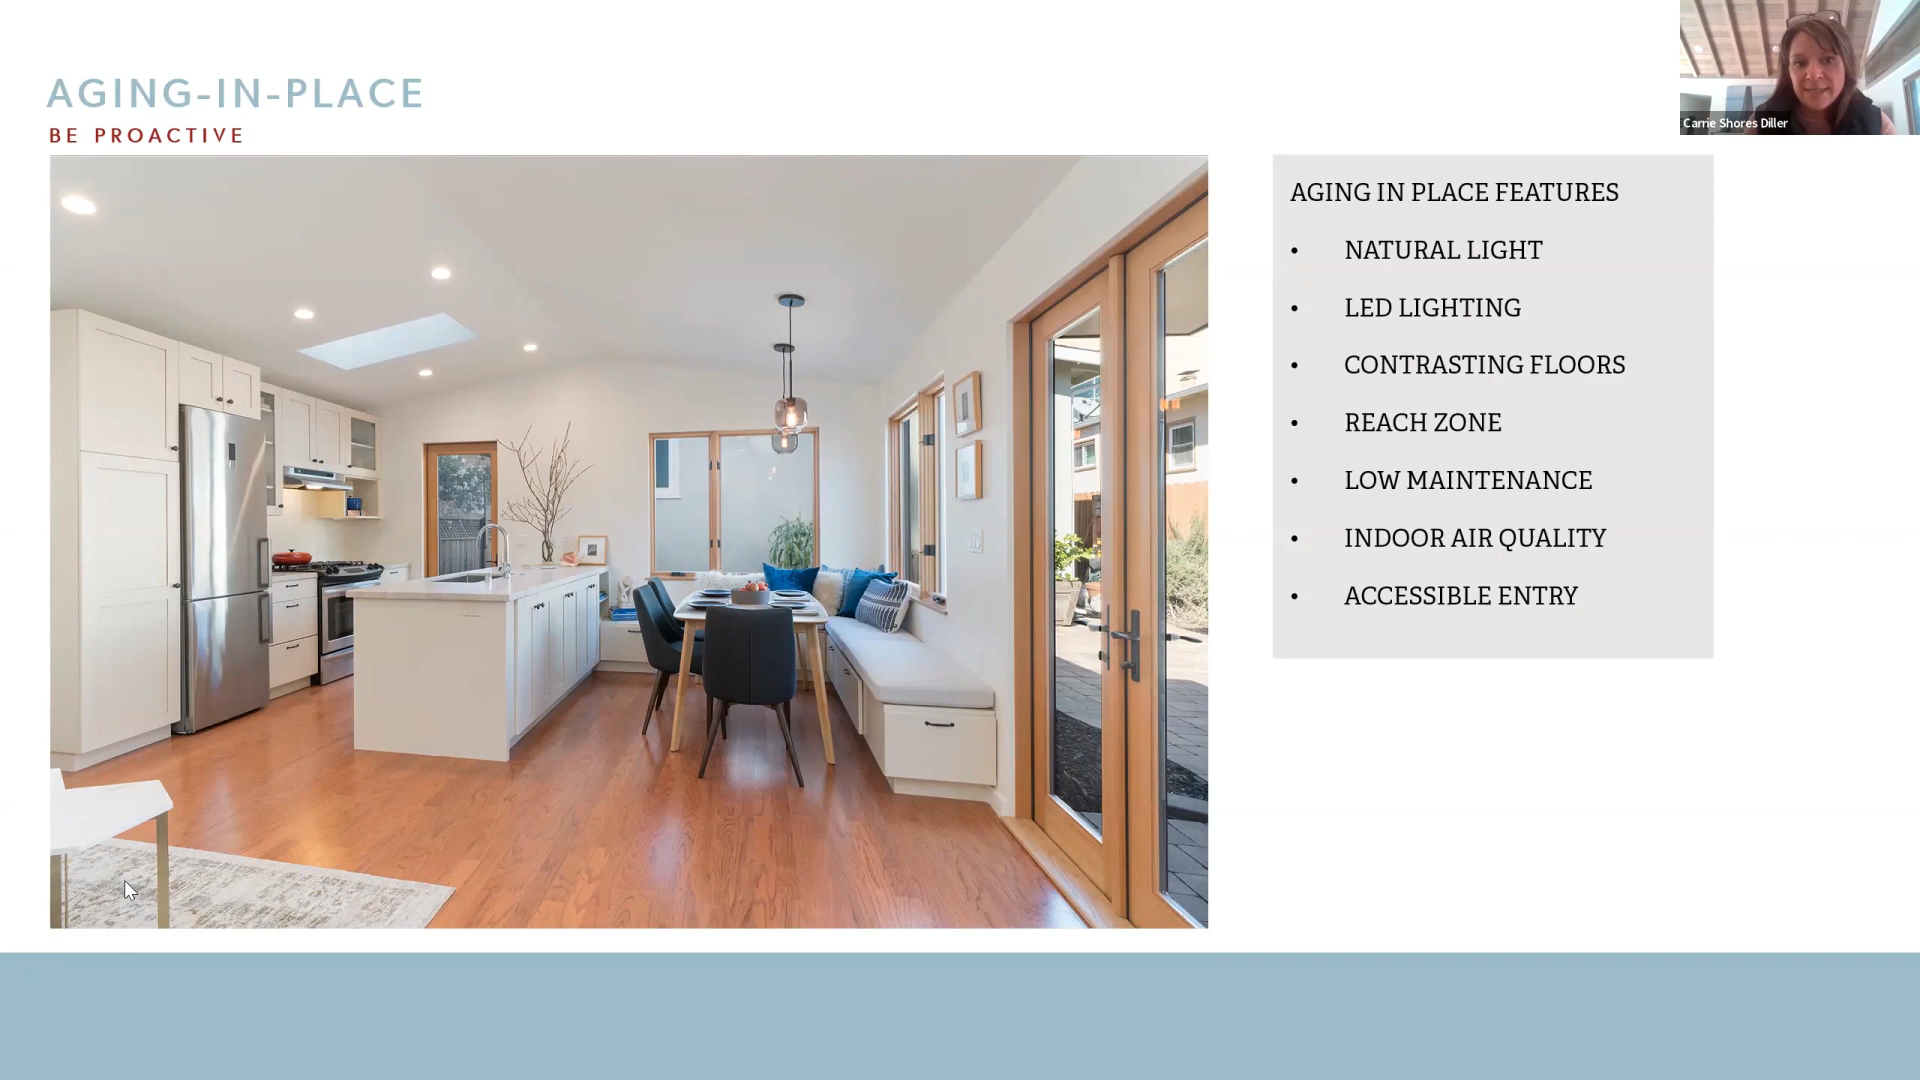 AGING-IN-PLACE
BE PROACTIVE
Carrie Shores Diller
AGING IN PLACE FEATURES
• NATURAL LIGHT
• LED LIGHTING
• CONTRASTING FLOORS
• REACH ZONE
• LOW MAINTENANCE
• INDOOR AIR QUALITY
• ACCESSIBLE ENTRY